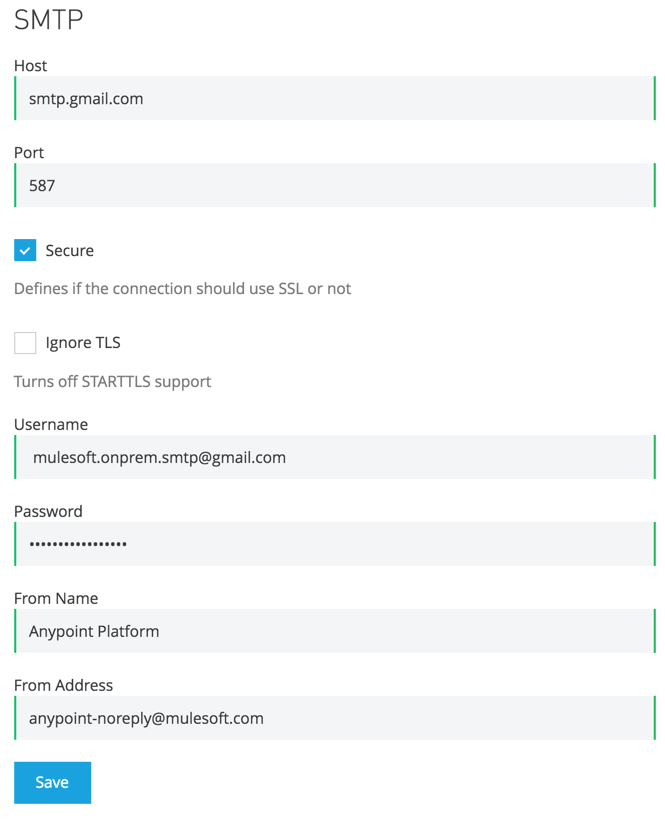 SMTP
Host
smtp.gmail.com
Port
587
Secure
Defines if the connection should use SSL or not
Ignore TLS
Turns off STARTTLS support
Username
mulesoft.onprem.smtp@gmail.com
Password
•••••••••••••••••
From Name
Anypoint Platform
From Address
anypoint-noreply@mulesoft.com
Save